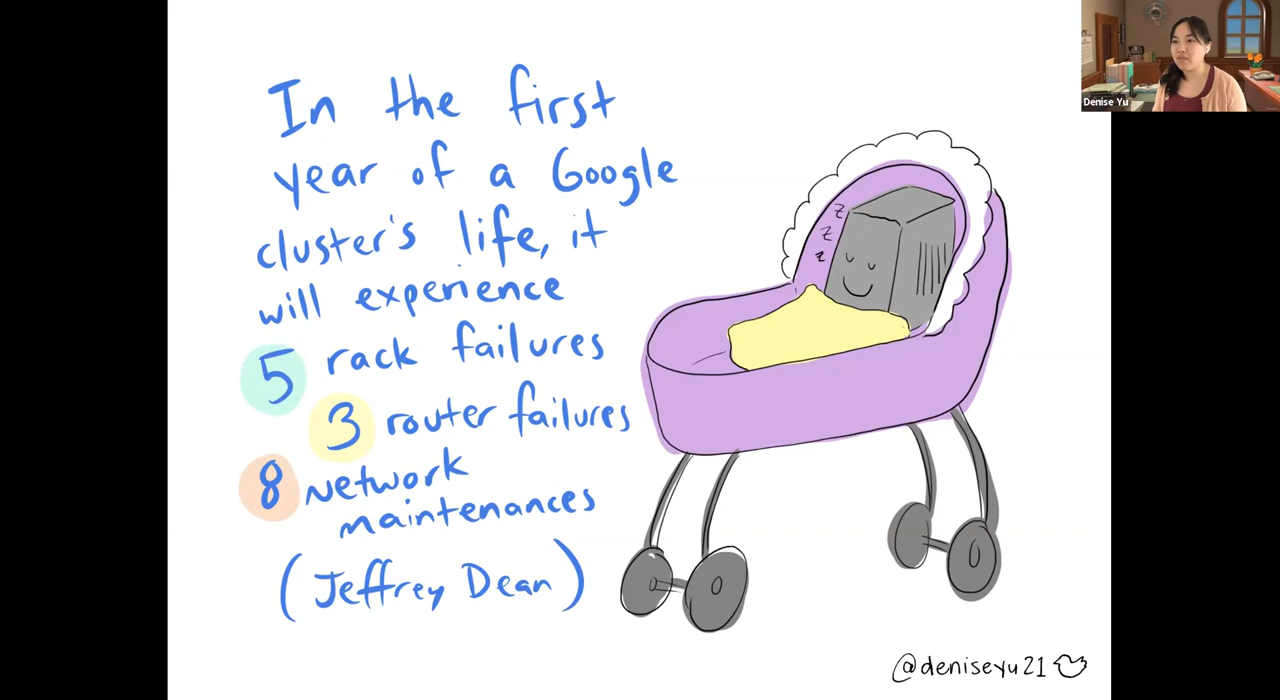 In the first
year of a Google
cluster's life, it
will experience
5 rack failures
3 router failures
8 Network
maintenances
(Jeffrey Dean)
z
z
z
@deniseyu21
Denise Yu